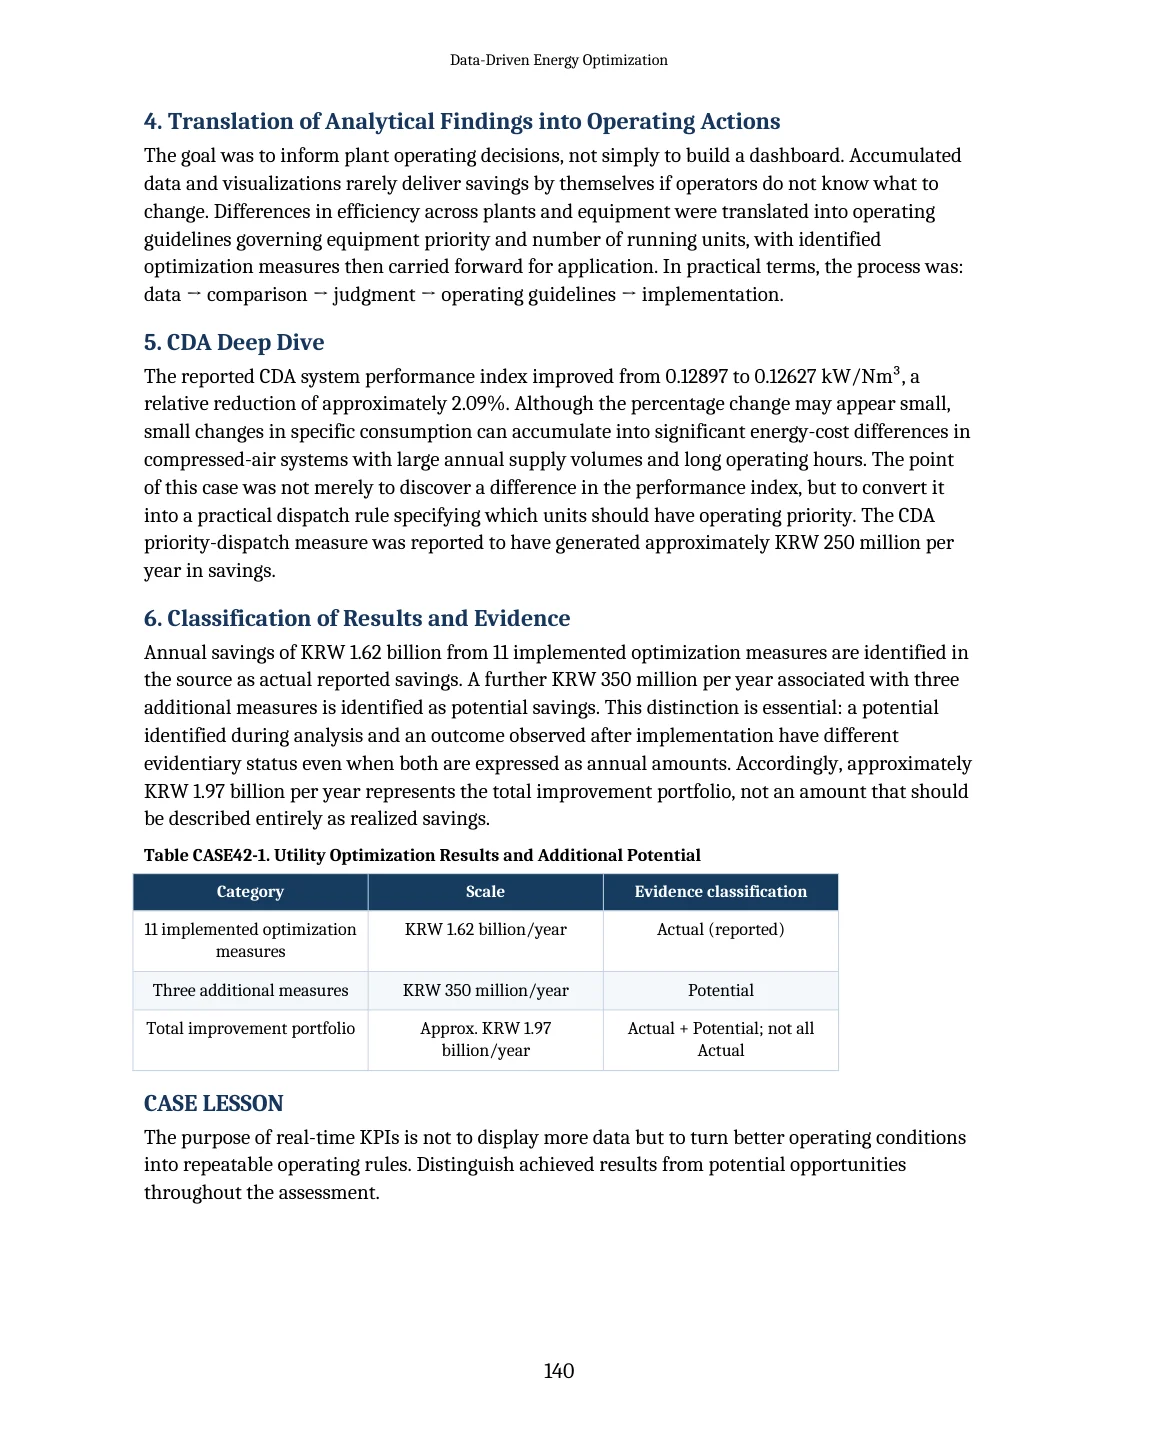 Data-Driven Energy Optimization
4. Translation of Analytical Findings into Operating Actions
The goal was to inform plant operating decisions, not simply to build a dashboard. Accumulated
data and visualizations rarely deliver savings by themselves if operators do not know what to
change. Differences in efficiency across plants and equipment were translated into operating
guidelines governing equipment priority and number of running units, with identified
optimization measures then carried forward for application. In practical terms, the process was:
data → comparison → judgment → operating guidelines → implementation.
5. CDA Deep Dive
The reported CDA system performance index improved from 0.12897 to 0.12627 kW/Nm³, a
relative reduction of approximately 2.09%. Although the percentage change may appear small,
small changes in specific consumption can accumulate into significant energy-cost differences in
compressed-air systems with large annual supply volumes and long operating hours. The point
of this case was not merely to discover a difference in the performance index, but to convert it
into a practical dispatch rule specifying which units should have operating priority. The CDA
priority-dispatch measure was reported to have generated approximately KRW 250 million per
year in savings.
6. Classification of Results and Evidence
Annual savings of KRW 1.62 billion from 11 implemented optimization measures are identified in
the source as actual reported savings. A further KRW 350 million per year associated with three
additional measures is identified as potential savings. This distinction is essential: a potential
identified during analysis and an outcome observed after implementation have different
evidentiary status even when both are expressed as annual amounts. Accordingly, approximately
KRW 1.97 billion per year represents the total improvement portfolio, not an amount that should
be described entirely as realized savings.
Table CASE42-1. Utility Optimization Results and Additional Potential
Category Scale Evidence classification
11 implemented optimization measures KRW 1.62 billion/year Actual (reported)
Three additional measures KRW 350 million/year Potential
Total improvement portfolio Approx. KRW 1.97 billion/year Actual + Potential; not all Actual
CASE LESSON
The purpose of real-time KPIs is not to display more data but to turn better operating conditions
into repeatable operating rules. Distinguish achieved results from potential opportunities
throughout the assessment.
140